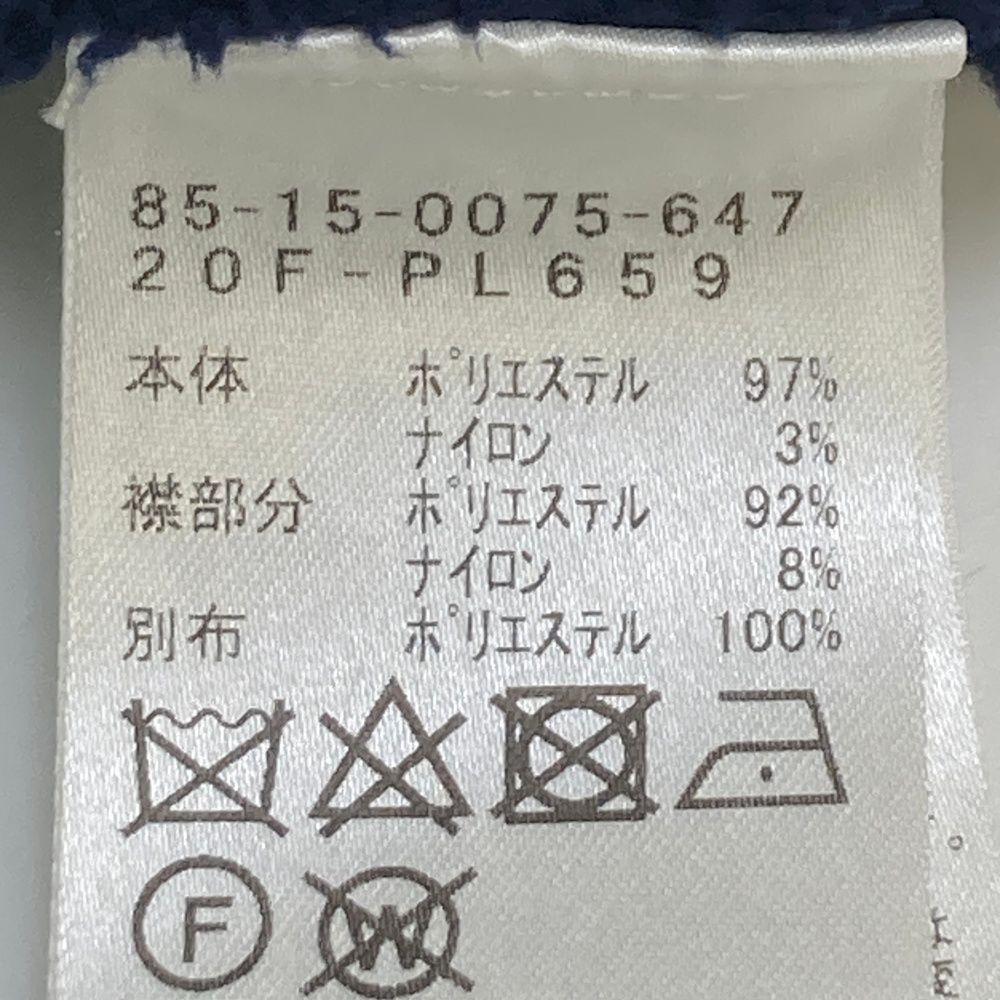 85-15-0075-647
20F-PL659
本体 ポリエステル 97%
ナイロン 3%
襟部分 ポリエステル 92%
ナイロン 8%
別布 ポリエステル 100%
F
W